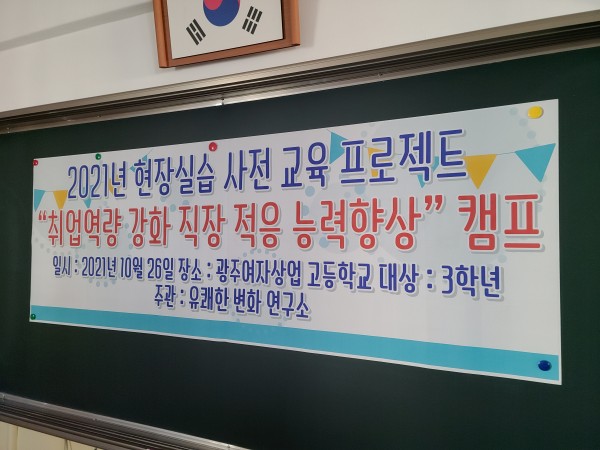 2021년 현장실습 사전 교육 프로젝트
“취업역량 강화 직장 적응 능력향상” 캠프
일시 : 2021년 10월 26일 장소 : 광주여자상업 고등학교 대상 : 3학년
주관 : 유쾌한 변화 연구소